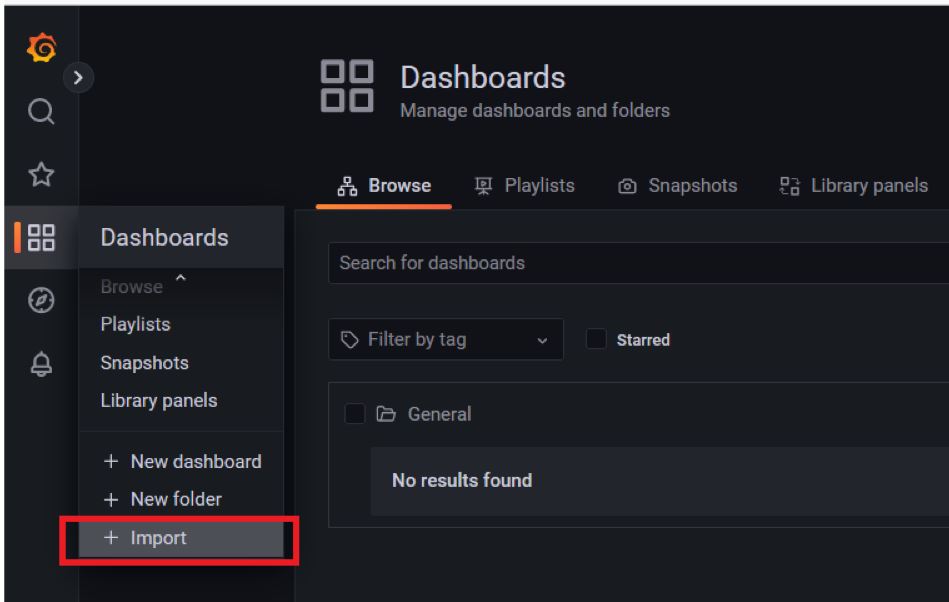 Dashboards
Manage dashboards and folders
Browse Playlists Snapshots Library panels
Dashboards
Browse
Playlists
Snapshots
Library panels
+ New dashboard
+ New folder
+ Import
Search for dashboards
Filter by tag Starred
General
No results found